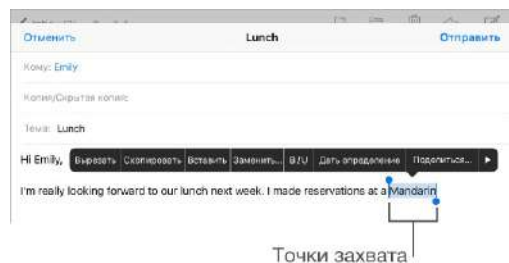 Отменить Lunch Отправить
Кому: Emily
Копия/Скрытая копия:
Тема: Lunch
Hi Emily, Вырезать Скопировать Вставить Заменить... B I U Дать определение Поделиться...
I'm really looking forward to our lunch next week. I made reservations at a Mandarin
Точки захвата